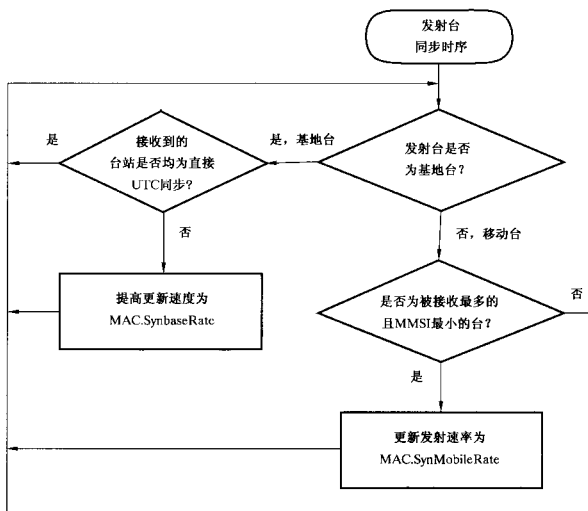 发射台
同步时序
是
接收到的
台站是否均为直接
UTC同步?
是，基地台
发射台是否
为基地台?
否
否，移动台
提高更新速度为
MAC.SynbaseRate
是否为被接收最多的
且MMSI最小的台?
否
是
更新发射速率为
MAC.SynMobileRate